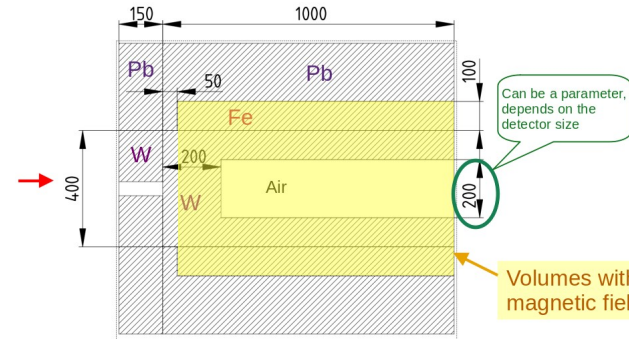 150
1000
Pb
Pb
50
100
Can be a parameter,
depends on the
detector size
Fe
W
200
400
W
Air
200
Volumes wit
magnetic fiel